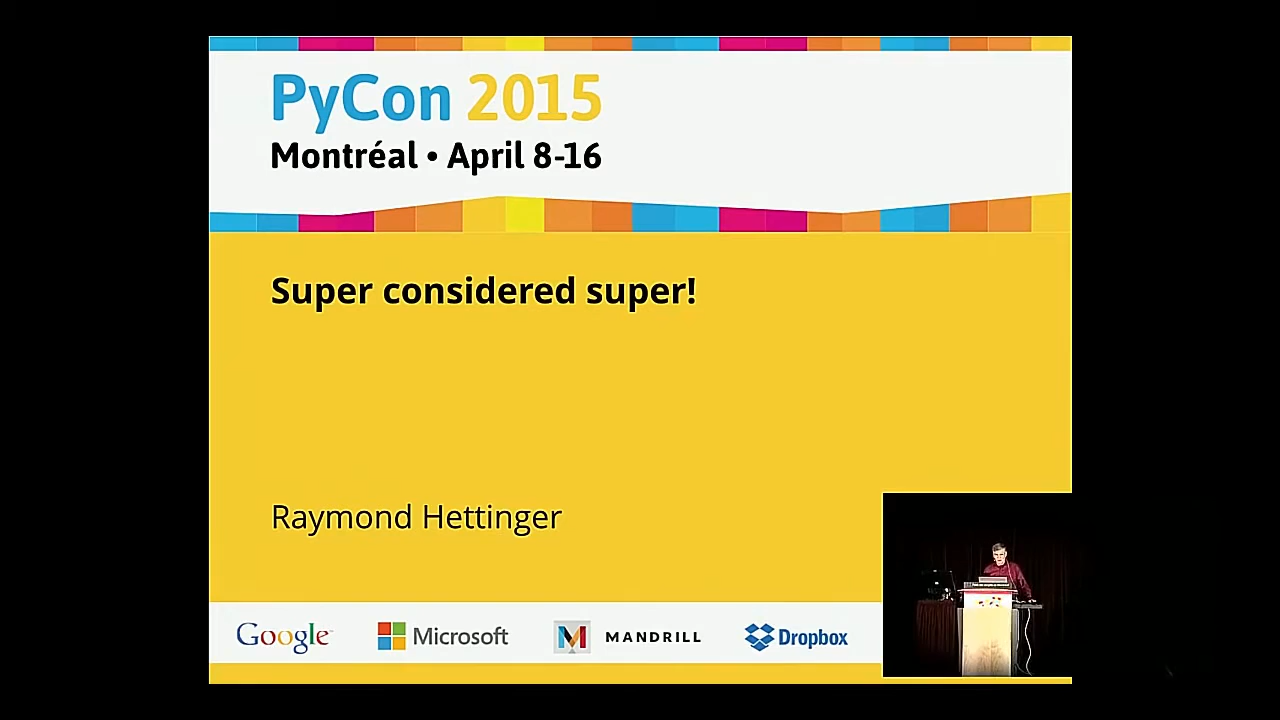 PyCon 2015
Montréal • April 8-16
Super considered super!
Raymond Hettinger
Google
Microsoft
MANDRILL
Dropbox